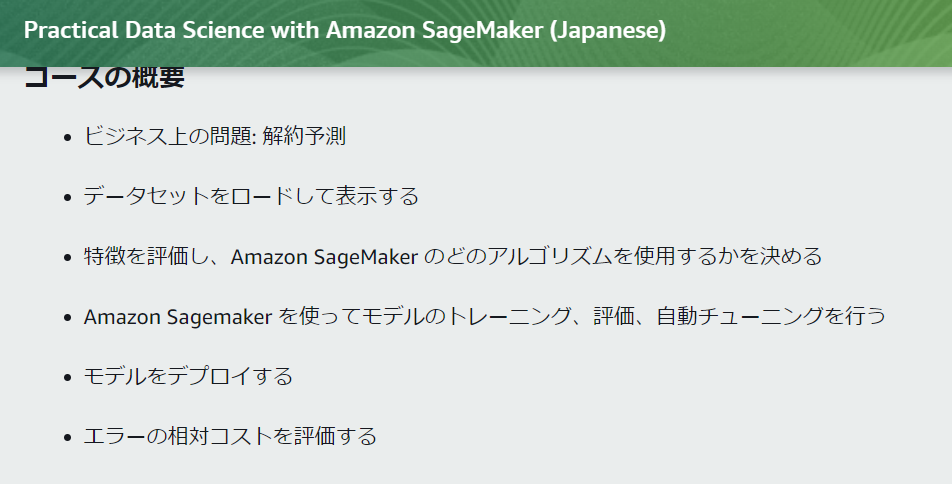 Practical Data Science with Amazon SageMaker (Japanese)
コースの概要
• ビジネス上の問題: 解約予測
• データセットをロードして表示する
• 特徴を評価し、Amazon SageMaker のどのアルゴリズムを使用するかを決める
• Amazon Sagemaker を使ってモデルのトレーニング、評価、自動チューニングを行う
• モデルをデプロイする
• エラーの相対コストを評価する